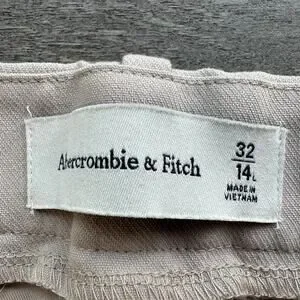 Abercrombie & Fitch
32
14L
MADE IN
VIETNAM